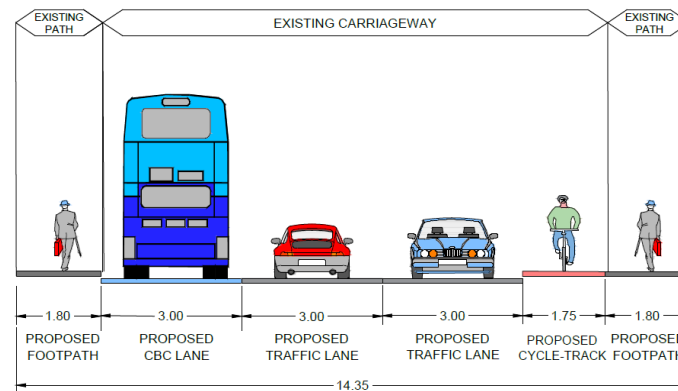 EXISTING
PATH
EXISTING CARRIAGEWAY
EXISTING
PATH
1.80
3.00
3.00
3.00
1.75
1.80
PROPOSED
FOOTPATH
PROPOSED
CBC LANE
PROPOSED
TRAFFIC LANE
PROPOSED
TRAFFIC LANE
PROPOSED
CYCLE-TRACK
PROPOSED
FOOTPATH
14.35